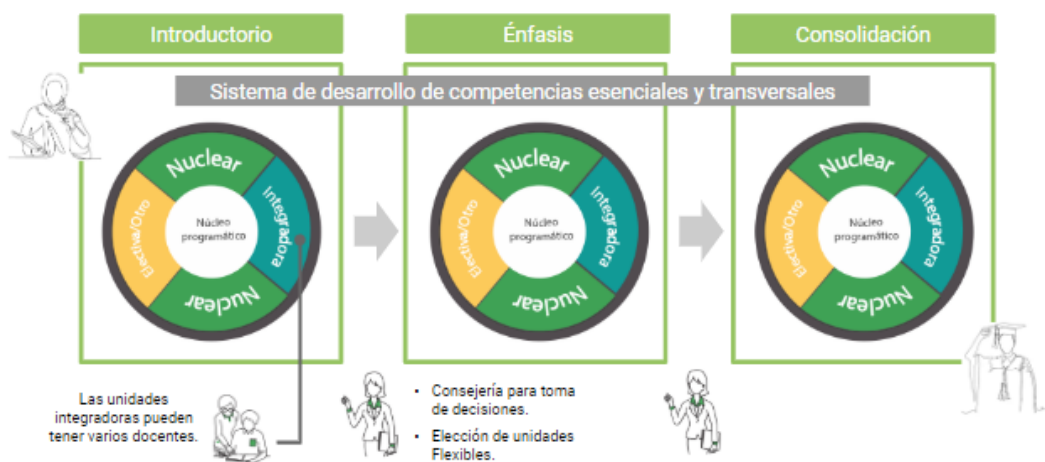 Introductorio
Énfasis
Consolidación
Sistema de desarrollo de competencias esenciales y transversales
Nuclear
Integradora
Nuclear
Electiva/Otro
Núcleo
programático
Nuclear
Integradora
Nuclear
Electiva/Otro
Núcleo
programático
Nuclear
Integradora
Nuclear
Electiva/Otro
Núcleo
programático
Las unidades
integradoras pueden
tener varios docentes.
• Consejería para toma
de decisiones.
• Elección de unidades
Flexibles.